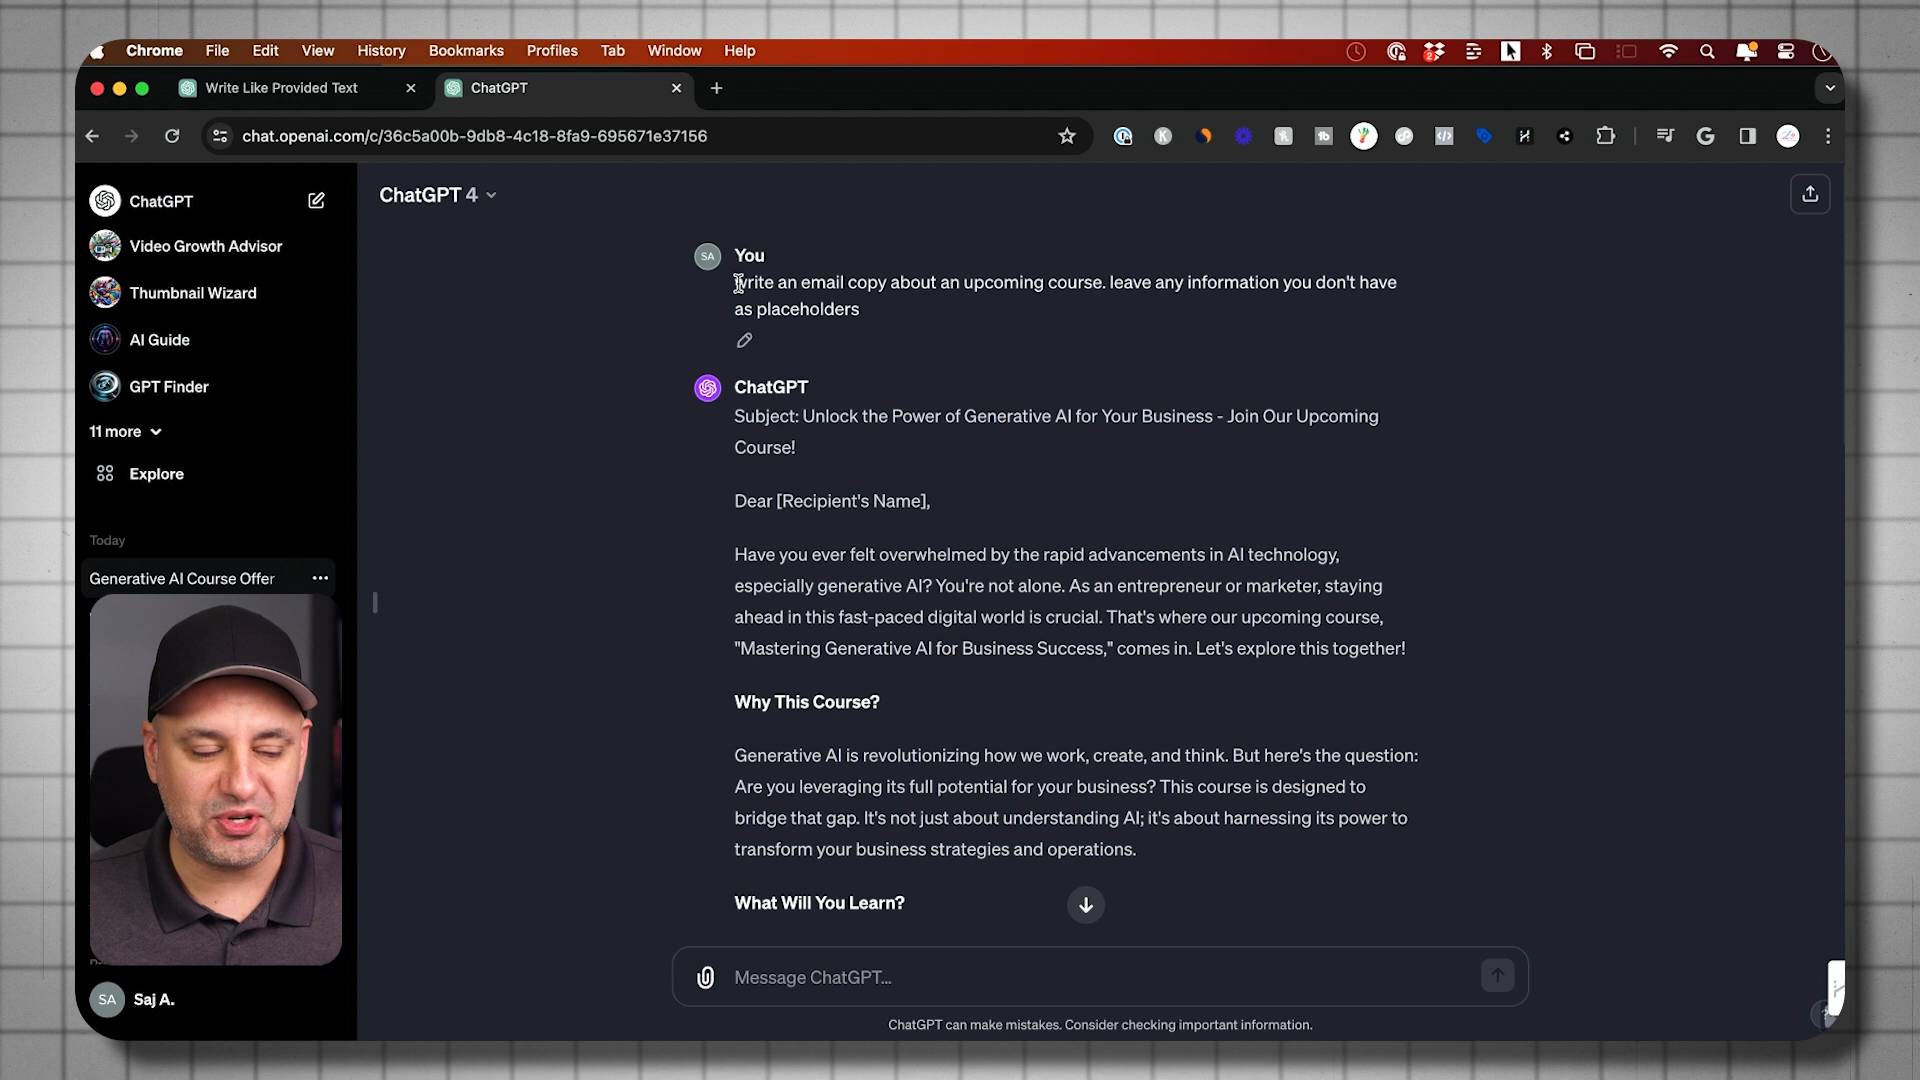 Chrome File Edit View History Bookmarks Profiles Tab Window Help
Write Like Provided Text
ChatGPT
chat.openai.com/c/36c5a00b-9db8-4c18-8fa9-695671e37156
ChatGPT
Video Growth Advisor
Thumbnail Wizard
AI Guide
GPT Finder
11 more
Explore
Today
Generative AI Course Offer
SA Saj A.
ChatGPT 4
SA You
write an email copy about an upcoming course. leave any information you don't have
as placeholders
ChatGPT
Subject: Unlock the Power of Generative AI for Your Business - Join Our Upcoming
Course!
Dear [Recipient's Name],
Have you ever felt overwhelmed by the rapid advancements in AI technology,
especially generative AI? You're not alone. As an entrepreneur or marketer, staying
ahead in this fast-paced digital world is crucial. That's where our upcoming course,
"Mastering Generative AI for Business Success," comes in. Let's explore this together!
Why This Course?
Generative AI is revolutionizing how we work, create, and think. But here's the question:
Are you leveraging its full potential for your business? This course is designed to
bridge that gap. It's not just about understanding AI; it's about harnessing its power to
transform your business strategies and operations.
What Will You Learn?
Message ChatGPT...
ChatGPT can make mistakes. Consider checking important information.